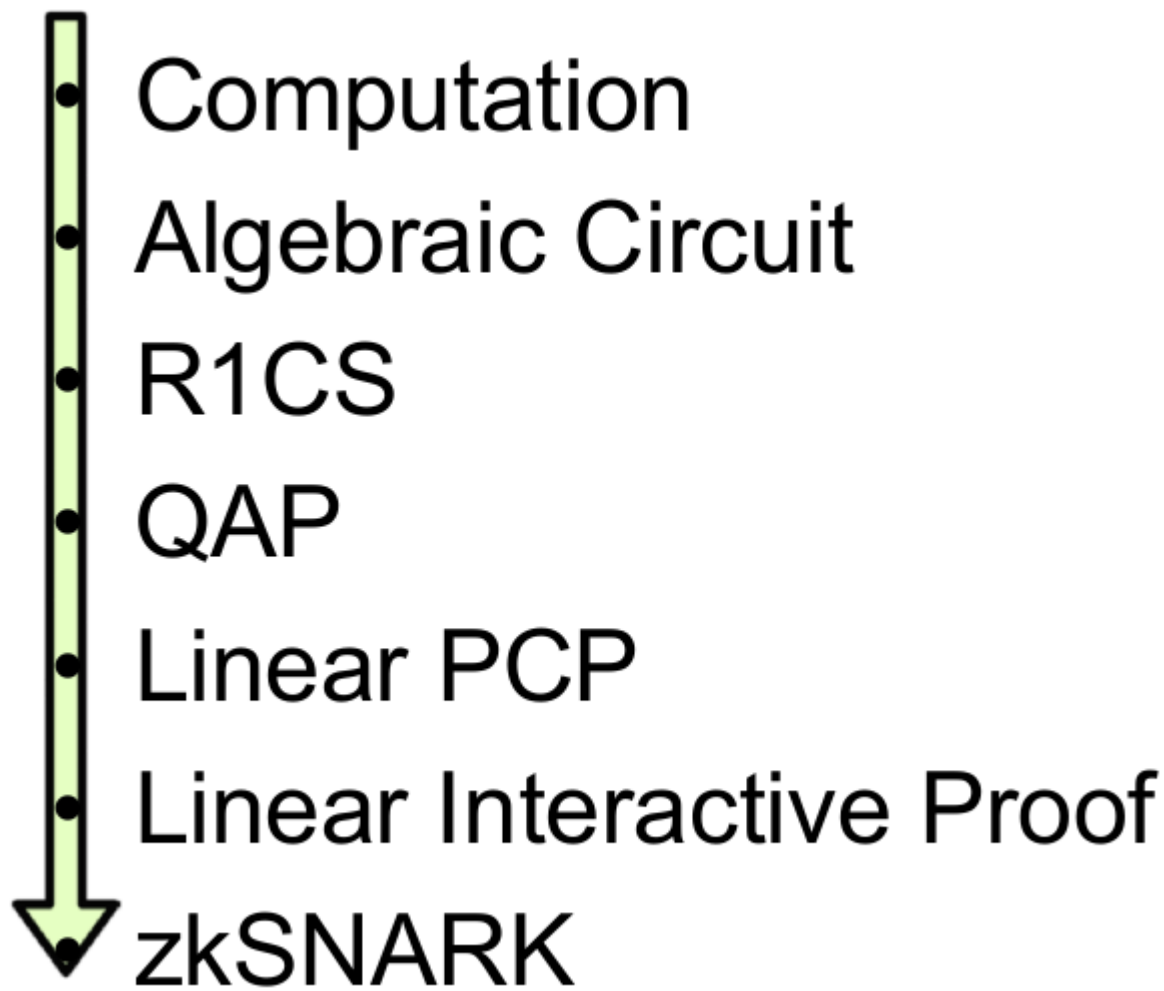 Computation
Algebraic Circuit
R1CS
QAP
Linear PCP
Linear Interactive Proof
zkSNARK